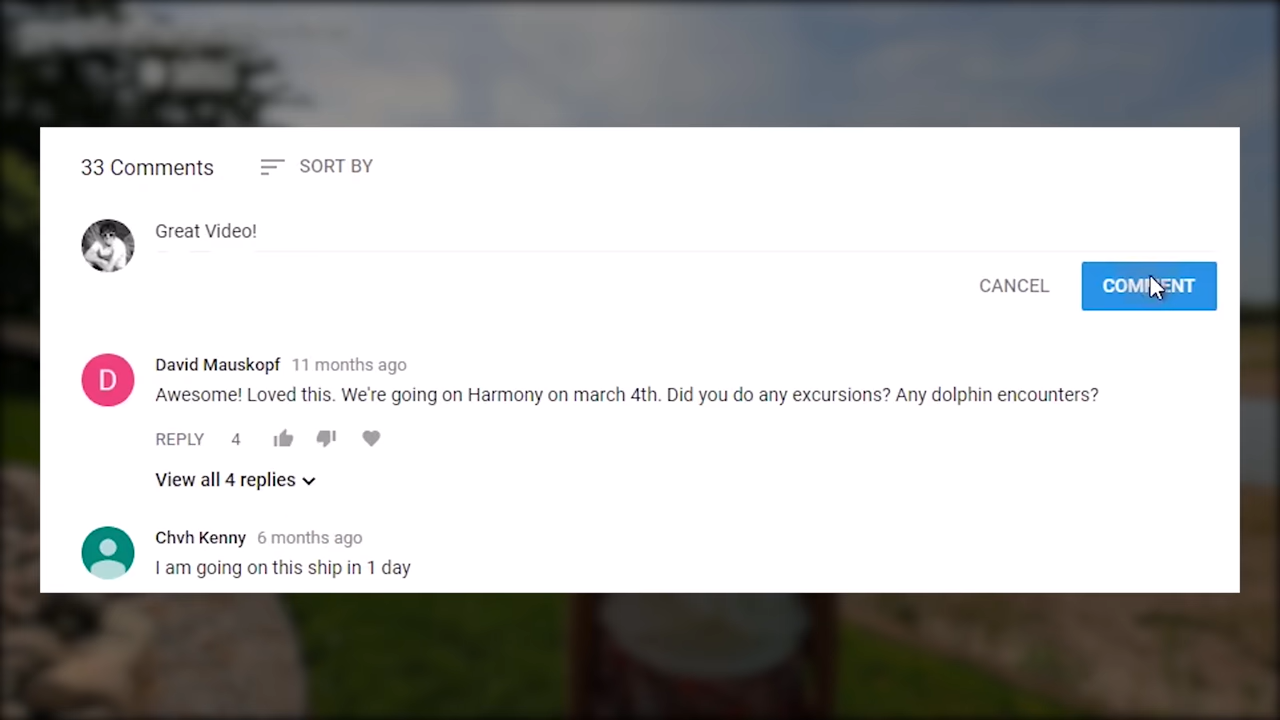 33 Comments SORT BY
Great Video!
CANCEL COMMENT
D
David Mauskopf 11 months ago
Awesome! Loved this. We're going on Harmony on march 4th. Did you do any excursions? Any dolphin encounters?
REPLY 4
View all 4 replies
Chvh Kenny 6 months ago
I am going on this ship in 1 day